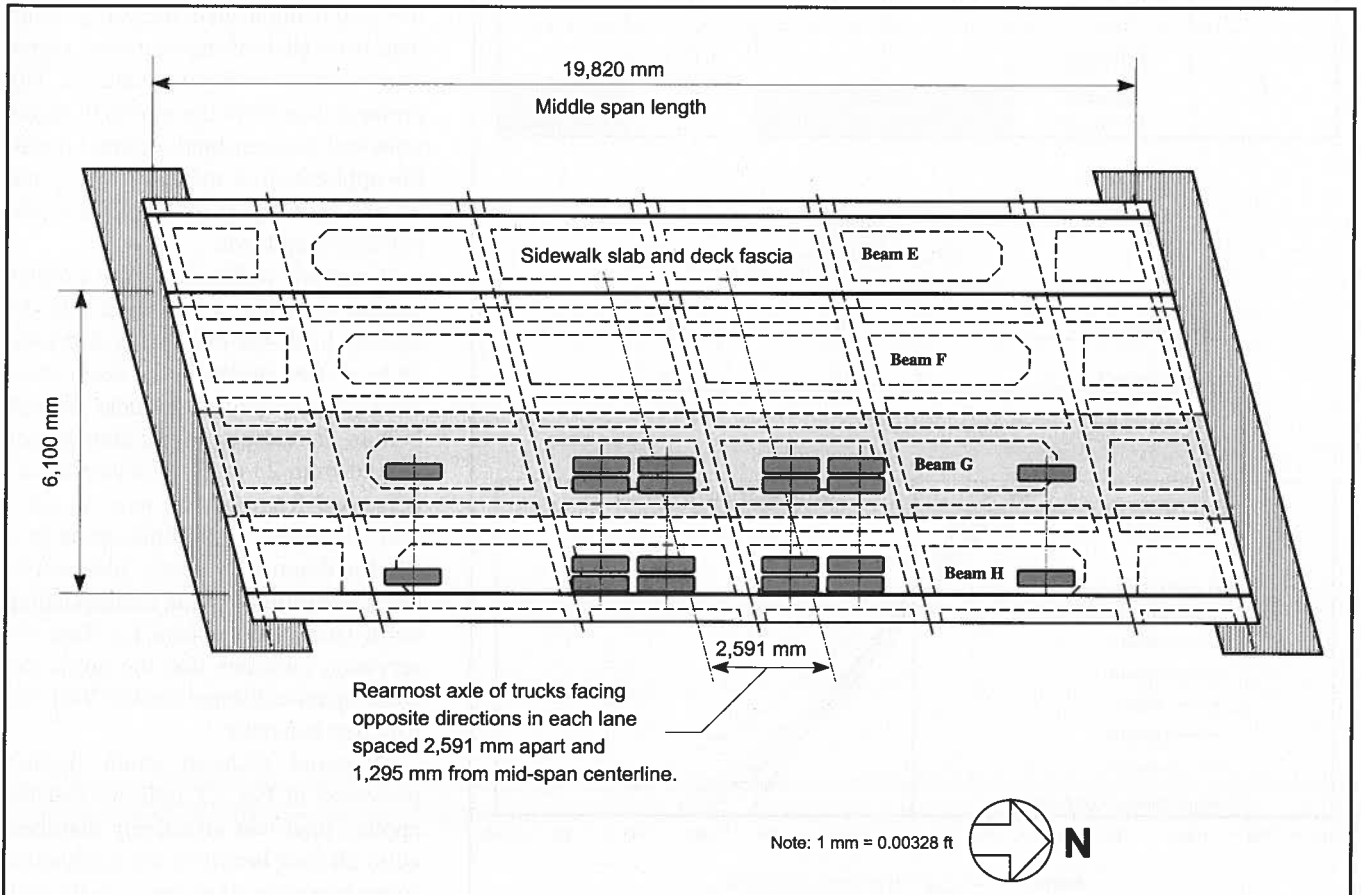 19,820 mm
Middle span length
Sidewalk slab and deck fascia
Beam E
Beam F
6,100 mm
Beam G
Beam H
2,591 mm
Rearmost axle of trucks facing
opposite directions in each lane
spaced 2,591 mm apart and
1,295 mm from mid-span centerline.
Note: 1 mm = 0.00328 ft
N